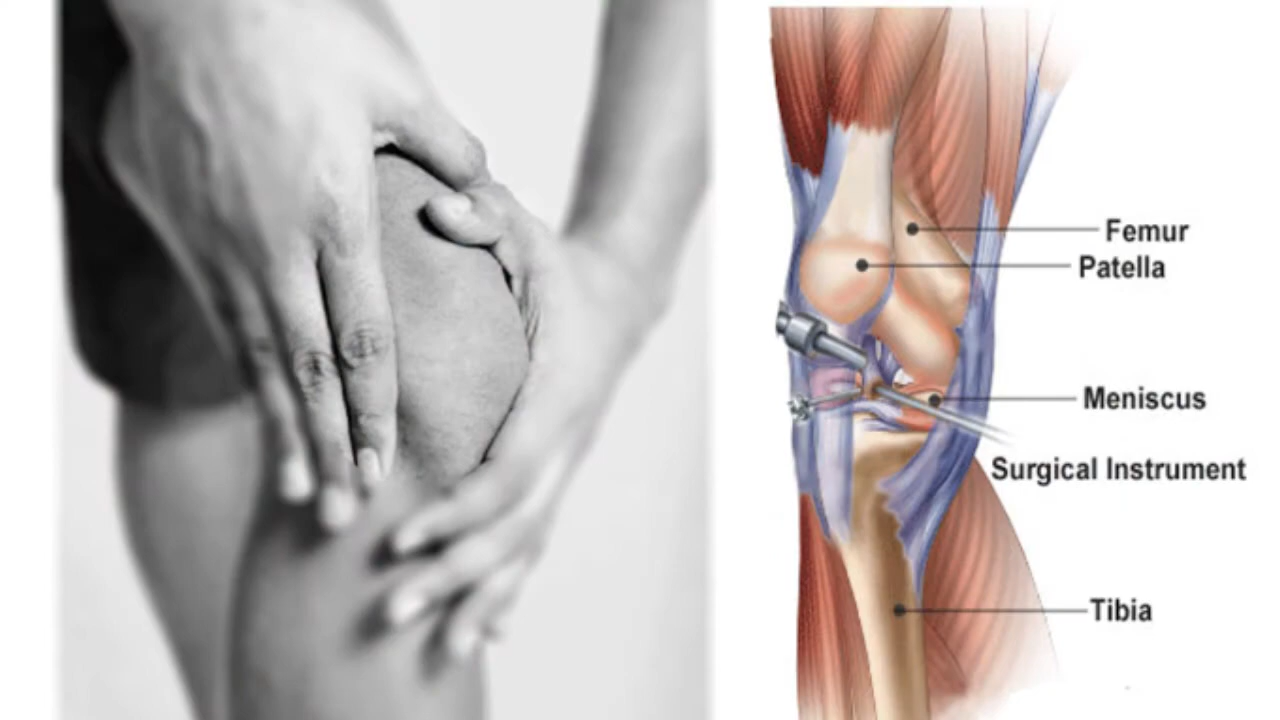 Femur
Patella
Meniscus
Surgical Instrument
Tibia